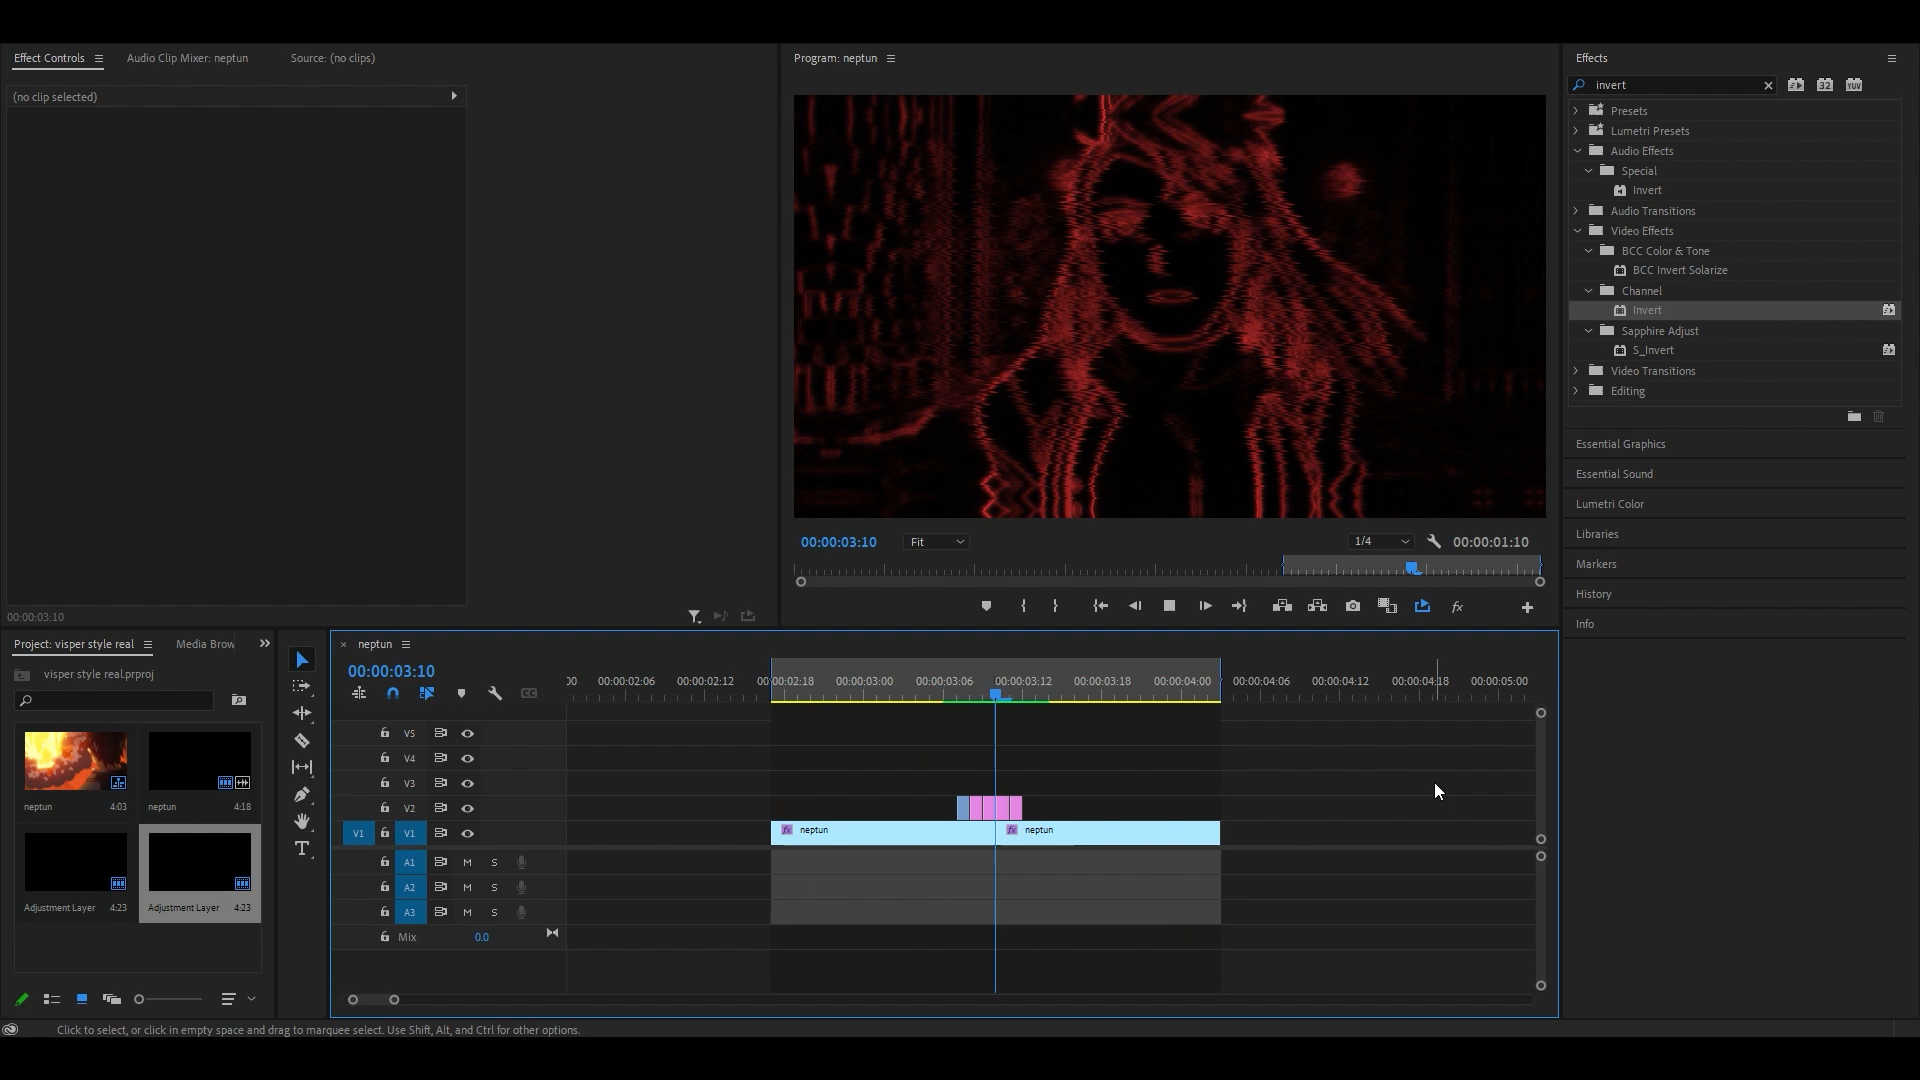 Effect Controls
Audio Clip Mixer: neptun
Source: (no clips)
(no clip selected)
00:00:03:10
Program: neptun
00:00:03:10
Fit
1/4
00:00:01:10
Effects
invert
32
YUV
Presets
Lumetri Presets
Audio Effects
Special
Invert
Audio Transitions
Video Effects
BCC Color & Tone
BCC Invert Solarize
Channel
Invert
Sapphire Adjust
S_Invert
Video Transitions
Editing
Essential Graphics
Essential Sound
Lumetri Color
Libraries
Markers
History
Info
Project: visper style real
Media Brow
visper style real.prproj
neptun 4:03
neptun 4:18
Adjustment Layer 4:23
Adjustment Layer 4:23
neptun
00:00:03:10
00 00:00:02:06 00:00:02:12 00:00:02:18 00:00:03:00 00:00:03:06 00:00:03:12 00:00:03:18 00:00:04:00 00:00:04:06 00:00:04:12 00:00:04:18 00:00:05:00
V5
V4
V3
V2
V1 V1
fx neptun
fx neptun
A1 M S
A2 M S
A3 M S
Mix 0.0
Click to select, or click in empty space and drag to marquee select. Use Shift, Alt, and Ctrl for other options.